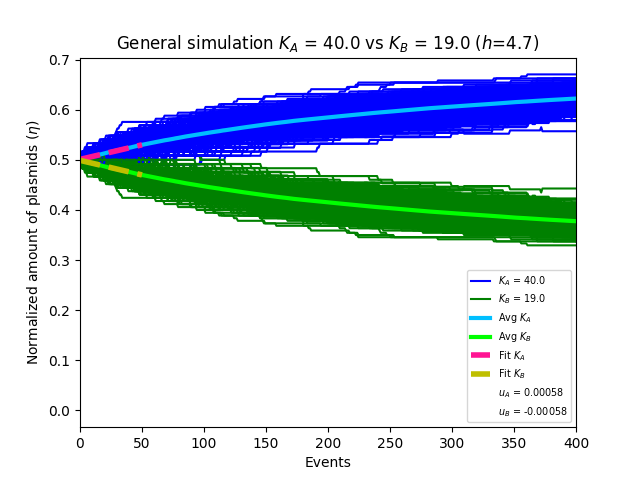 General simulation K_A = 40.0 vs K_B = 19.0 (h=4.7)
Normalized amount of plasmids (η)
0.7
0.6
0.5
0.4
0.3
0.2
0.1
0.0
K_A = 40.0
K_B = 19.0
Avg K_A
Avg K_B
Fit K_A
Fit K_B
u_A = 0.00058
u_B = -0.00058
0 50 100 150 200 250 300 350 400
Events